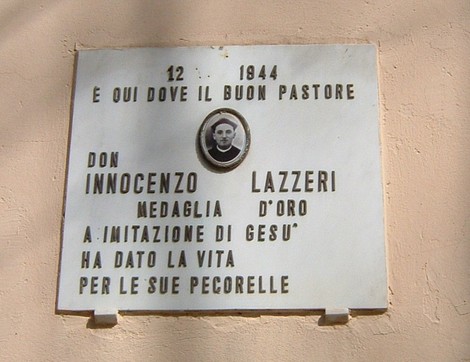 12 1944
È QUI DOVE IL BUON PASTORE
DON
INNOCENZO LAZZERI
MEDAGLIA D'ORO
A IMITAZIONE DI GESU'
HA DATO LA VITA
PER LE SUE PECORELLE